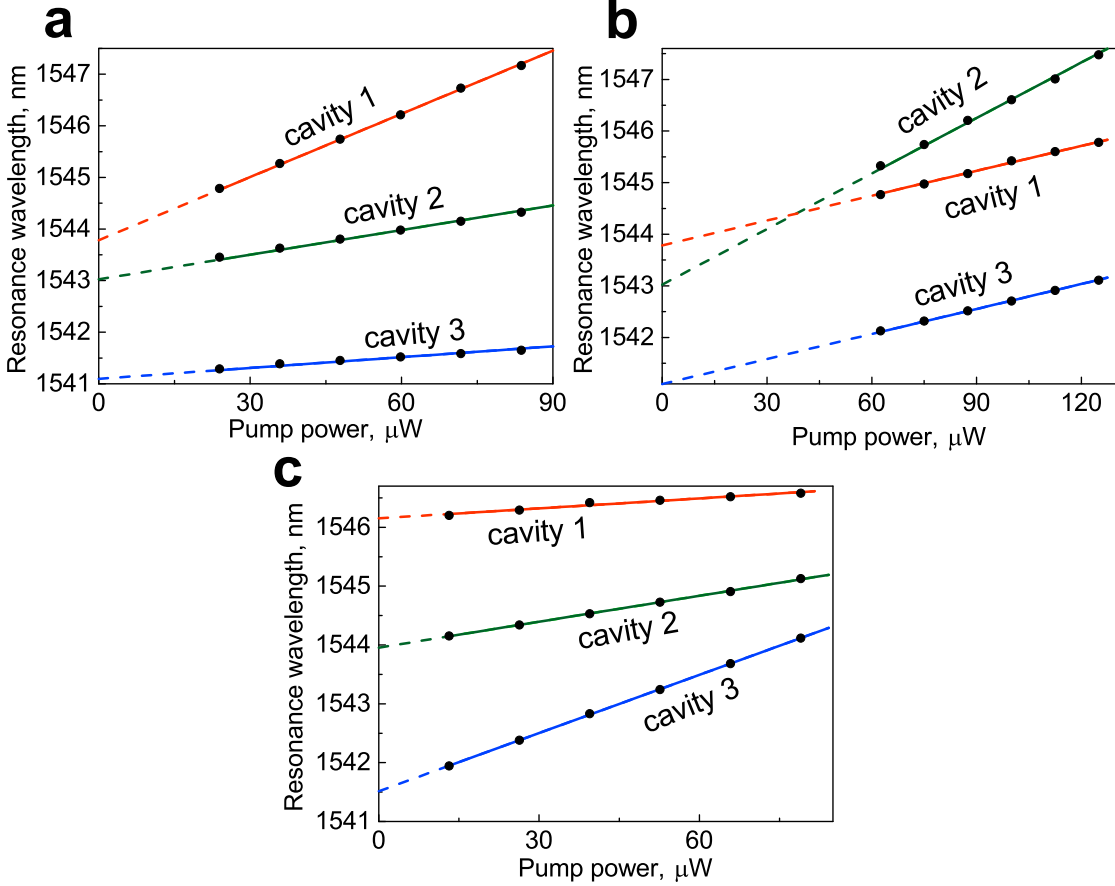 a
Resonance wavelength, nm
1547
1546
1545
1544
1543
1542
1541
cavity 1
cavity 2
cavity 3
0 30 60 90
Pump power, μW
b
Resonance wavelength, nm
1547
1546
1545
1544
1543
1542
cavity 2
cavity 1
cavity 3
0 30 60 90 120
Pump power, μW
c
Resonance wavelength, nm
1546
1545
1544
1543
1542
1541
cavity 1
cavity 2
cavity 3
0 30 60
Pump power, μW